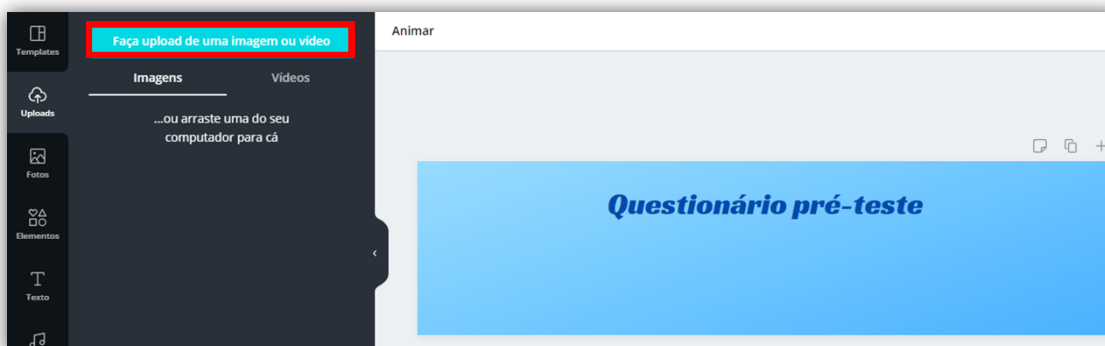 Templates
Uploads
Fotos
Elementos
Texto
Faça upload de uma imagem ou vídeo
Imagens
Vídeos
...ou arraste uma do seu
computador para cá
Animar
Questionário pré-teste